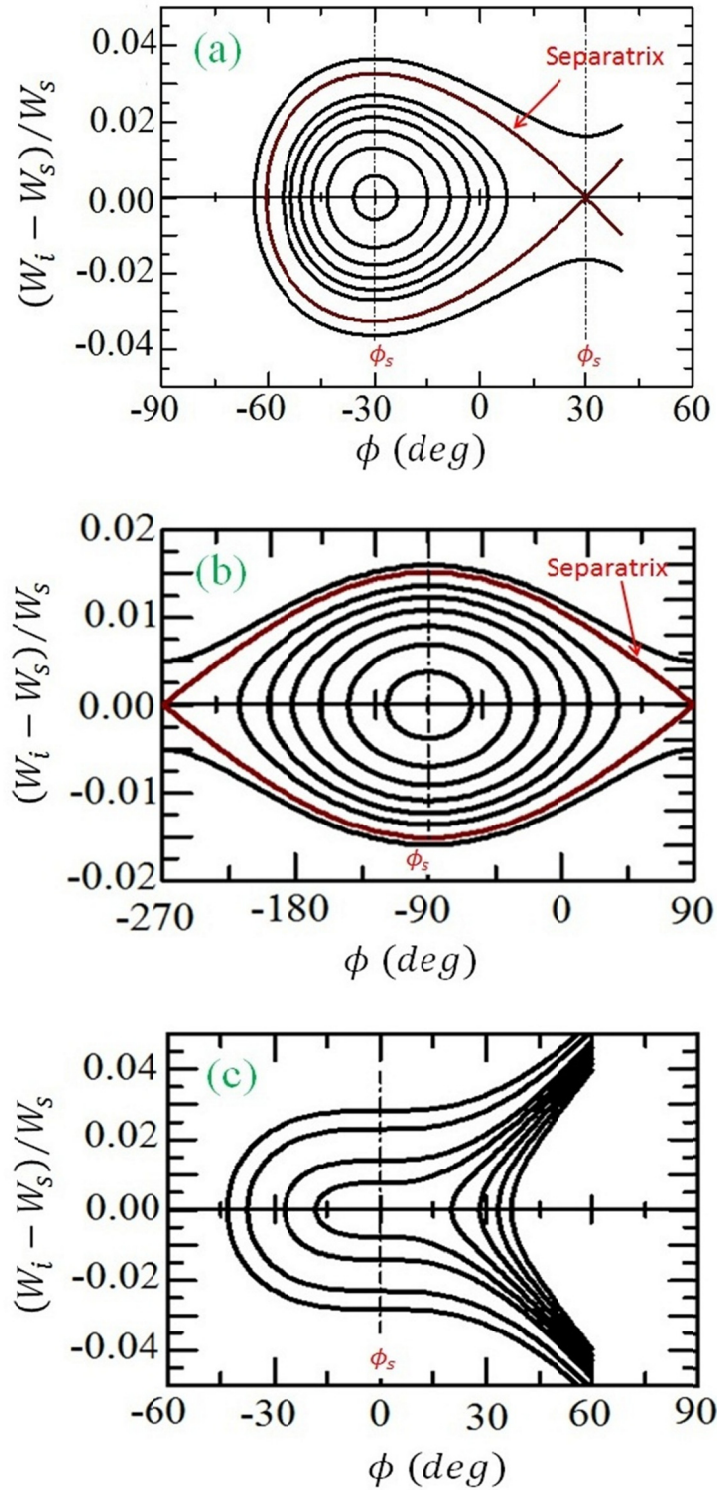 (a)
Separatrix
(W_i − W_s)/W_s
0.04
0.02
0.00
-0.02
-0.04
ϕ_s
ϕ_s
-90 -60 -30 0 30 60
ϕ (deg)
(b)
Separatrix
(W_i − W_s)/W_s
0.02
0.01
0.00
-0.01
-0.02
ϕ_s
-270 -180 -90 0 90
ϕ (deg)
(c)
(W_i − W_s)/W_s
0.04
0.02
0.00
-0.02
-0.04
ϕ_s
-60 -30 0 30 60 90
ϕ (deg)